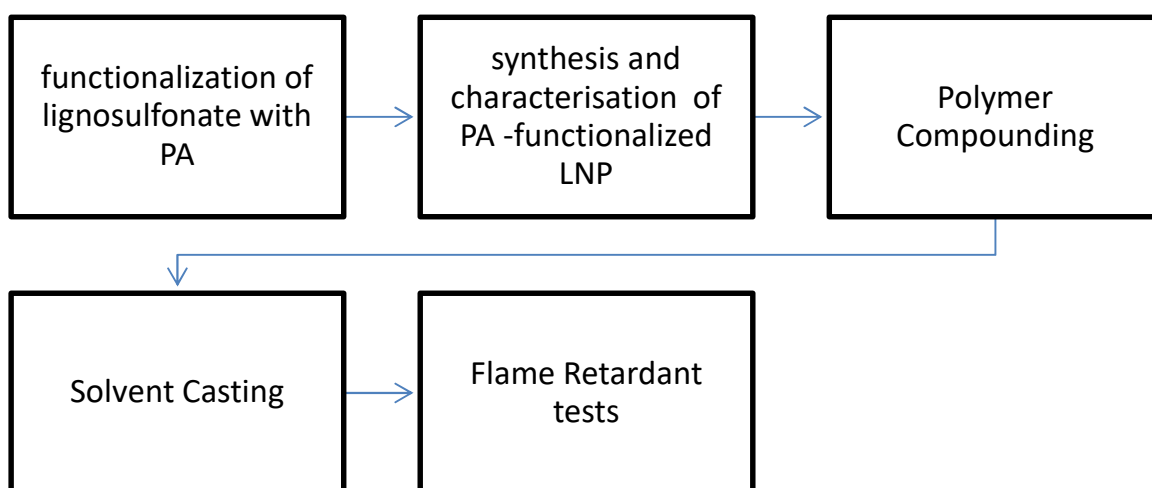 functionalization of
lignosulfonate with
PA
synthesis and
characterisation of
PA -functionalized
LNP
Polymer
Compounding
Solvent Casting
Flame Retardant
tests